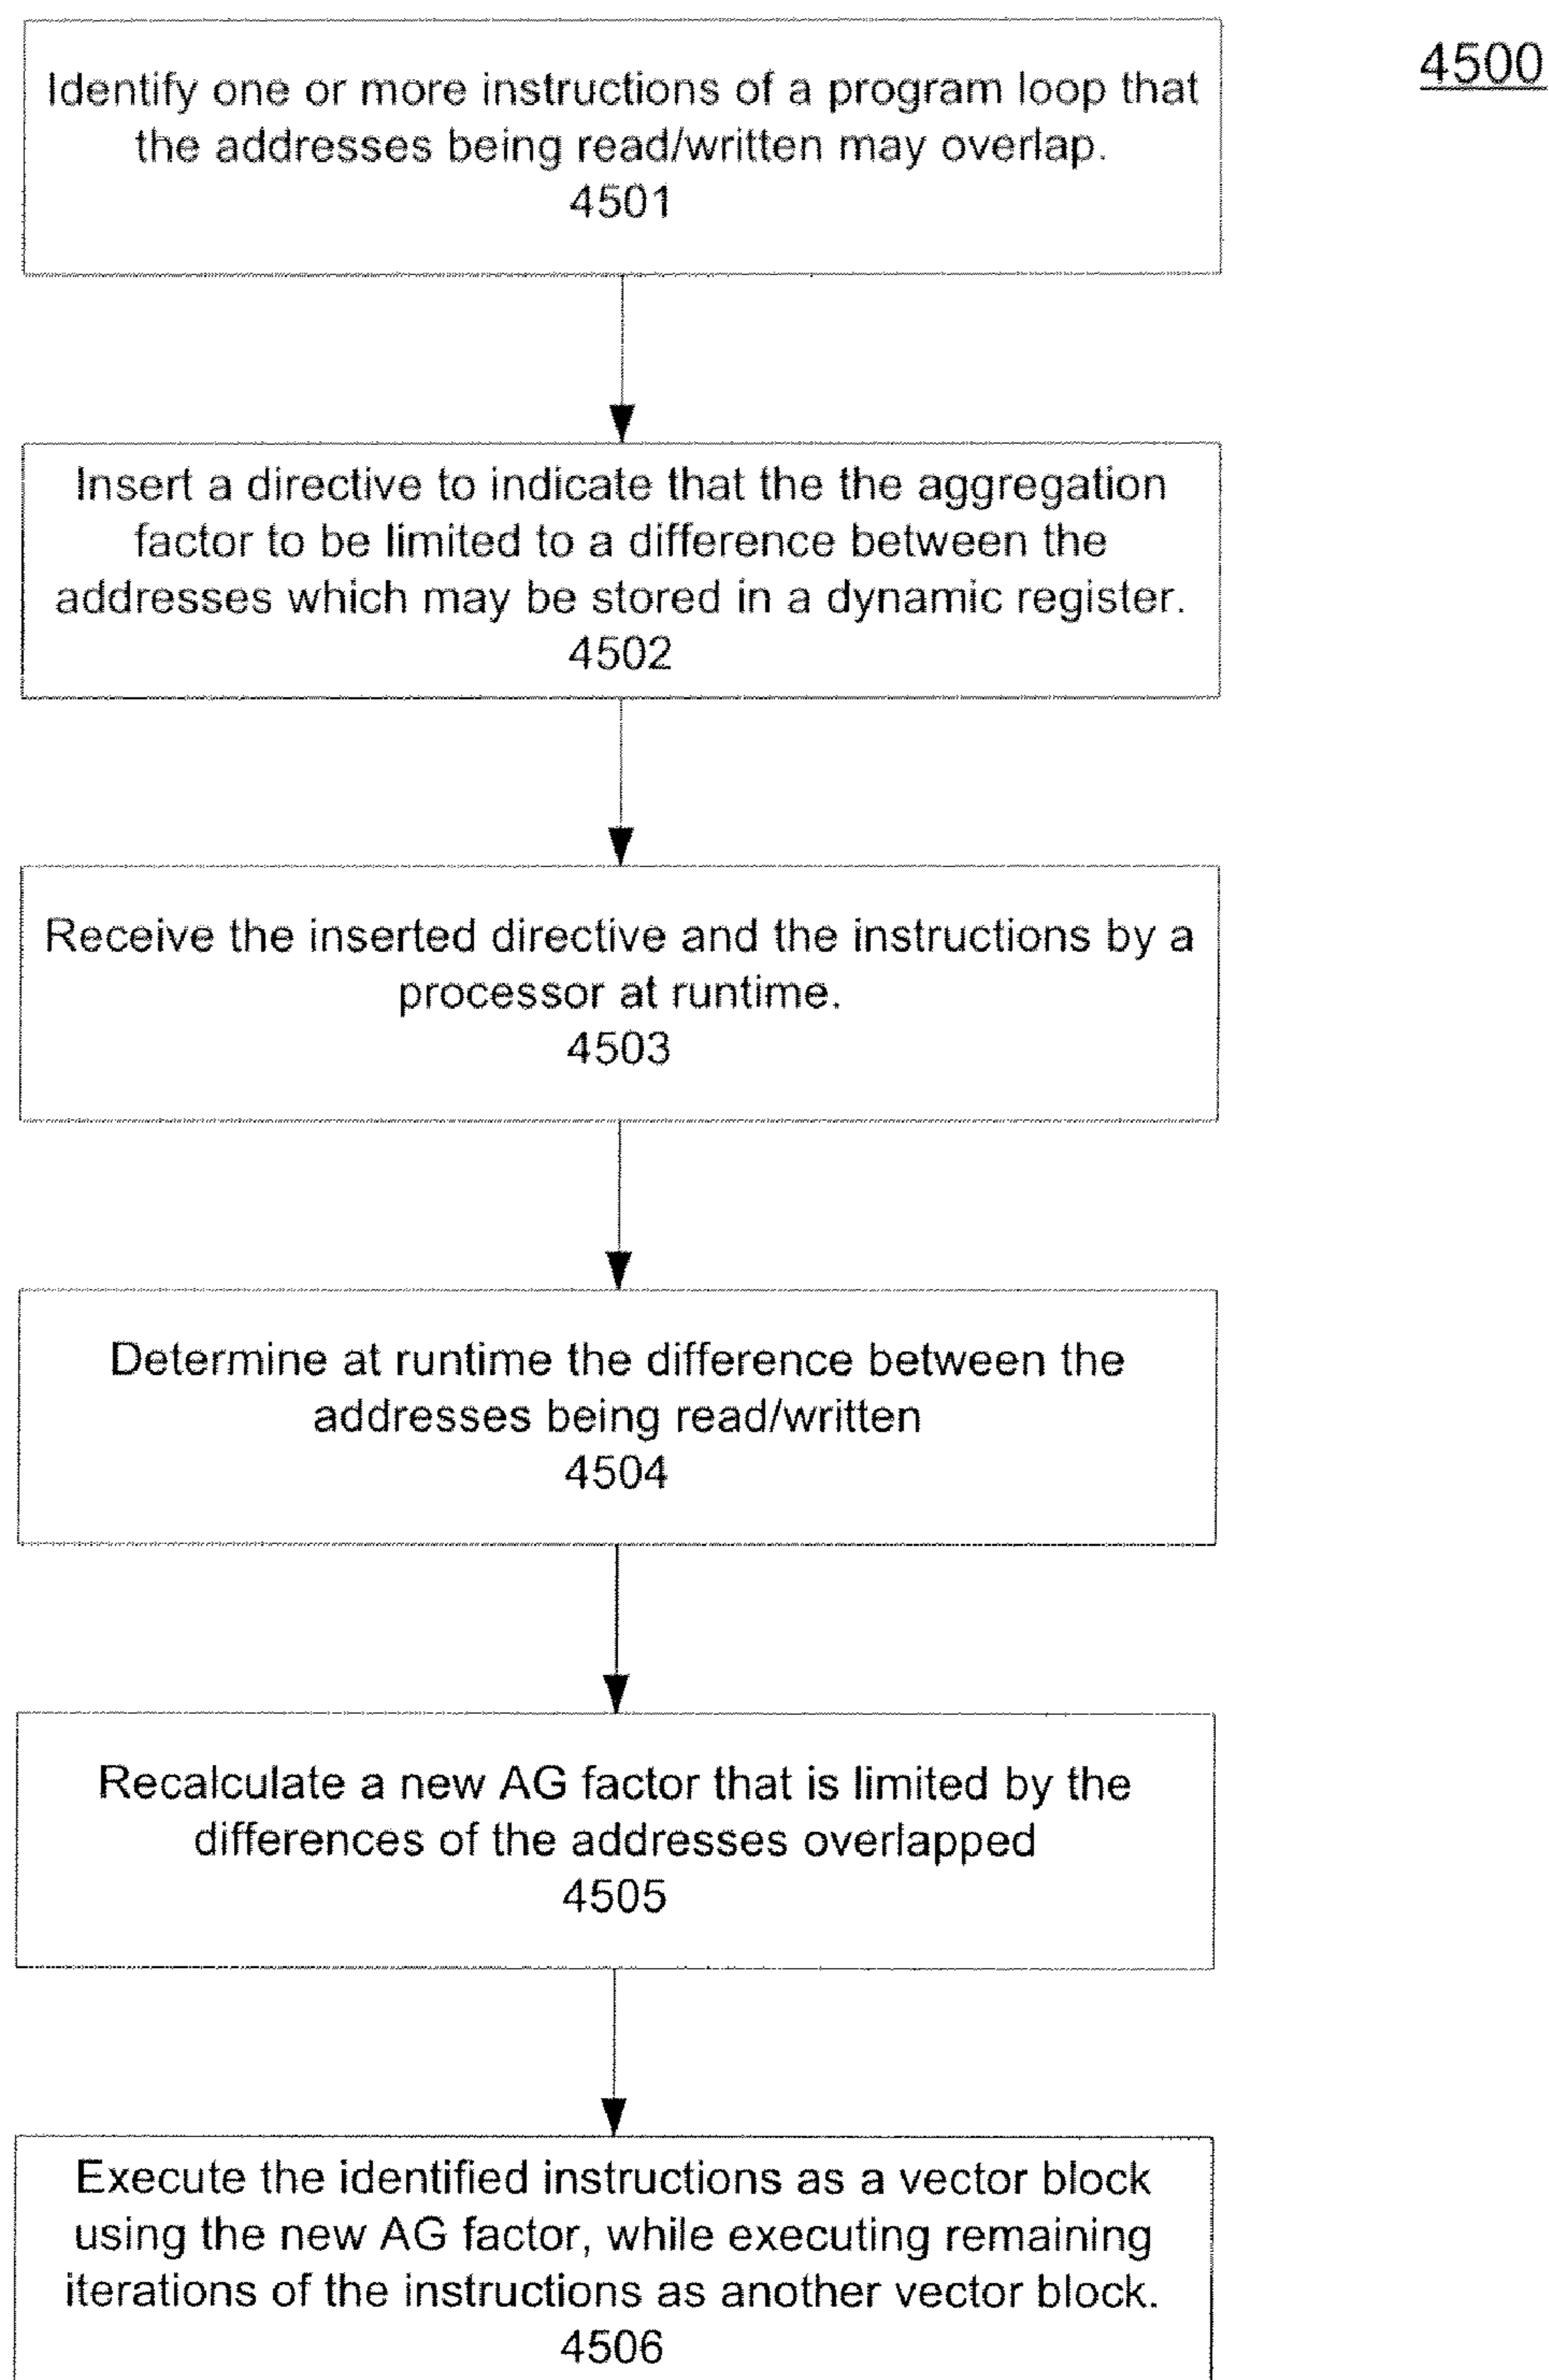 4500
Identify one or more instructions of a program loop that
the addresses being read/written may overlap.
4501
Insert a directive to indicate that the the aggregation
factor to be limited to a difference between the
addresses which may be stored in a dynamic register.
4502
Receive the inserted directive and the instructions by a
processor at runtime.
4503
Determine at runtime the difference between the
addresses being read/written
4504
Recalculate a new AG factor that is limited by the
differences of the addresses overlapped
4505
Execute the identified instructions as a vector block
using the new AG factor, while executing remaining
iterations of the instructions as another vector block.
4506